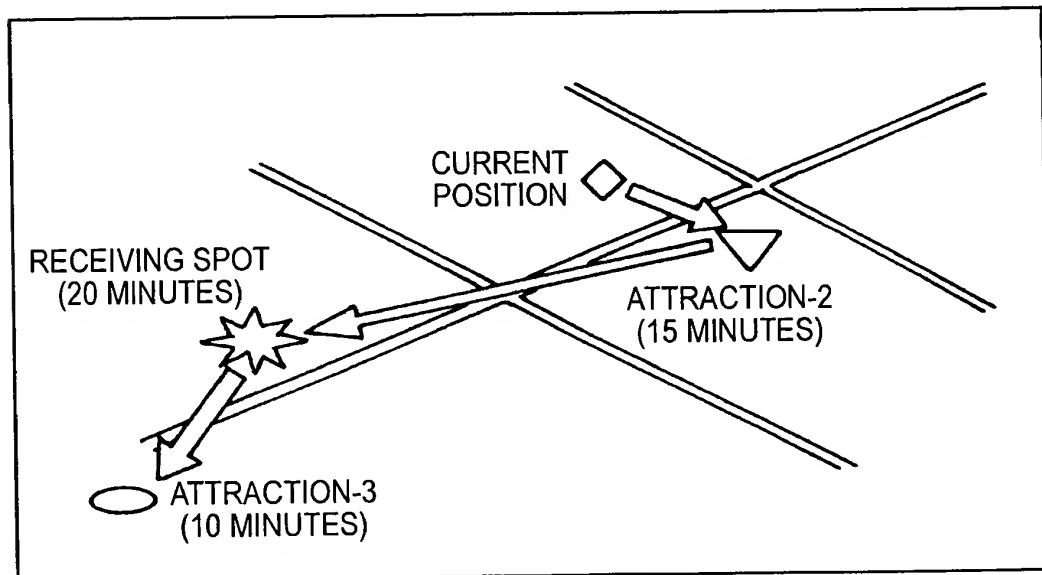 CURRENT
POSITION
RECEIVING SPOT
(20 MINUTES)
ATTRACTION-2
(15 MINUTES)
ATTRACTION-3
(10 MINUTES)